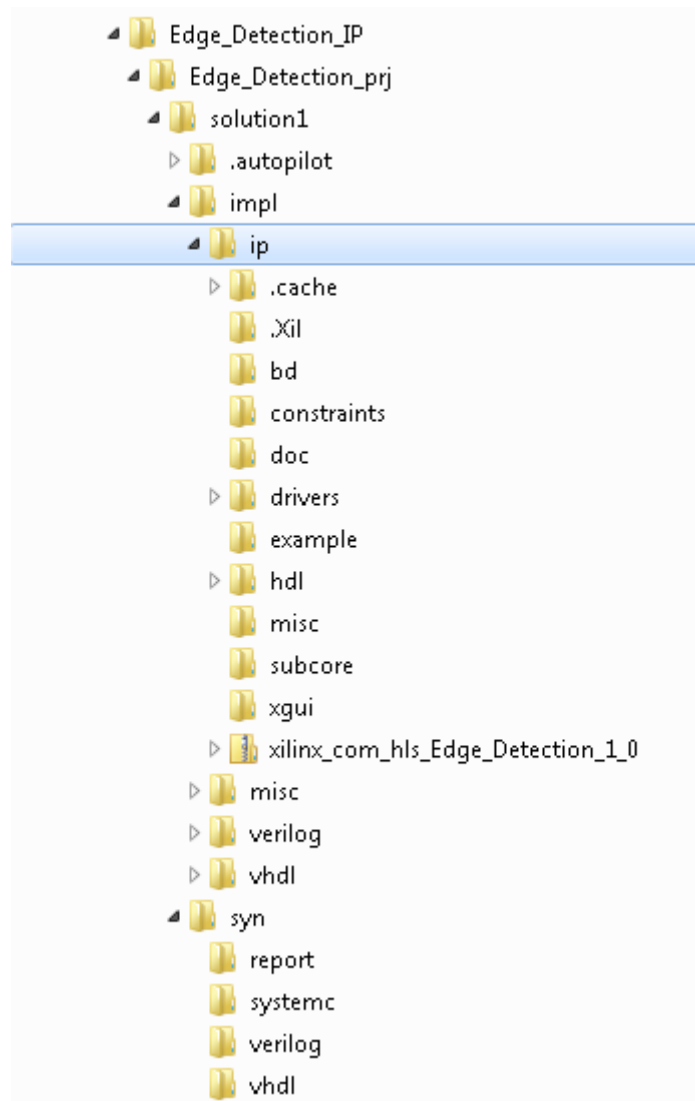 Edge_Detection_IP
Edge_Detection_prj
solution1
.autopilot
impl
ip
.cache
.Xil
bd
constraints
doc
drivers
example
hdl
misc
subcore
xgui
xilinx_com_hls_Edge_Detection_1_0
misc
verilog
vhdl
syn
report
systemc
verilog
vhdl